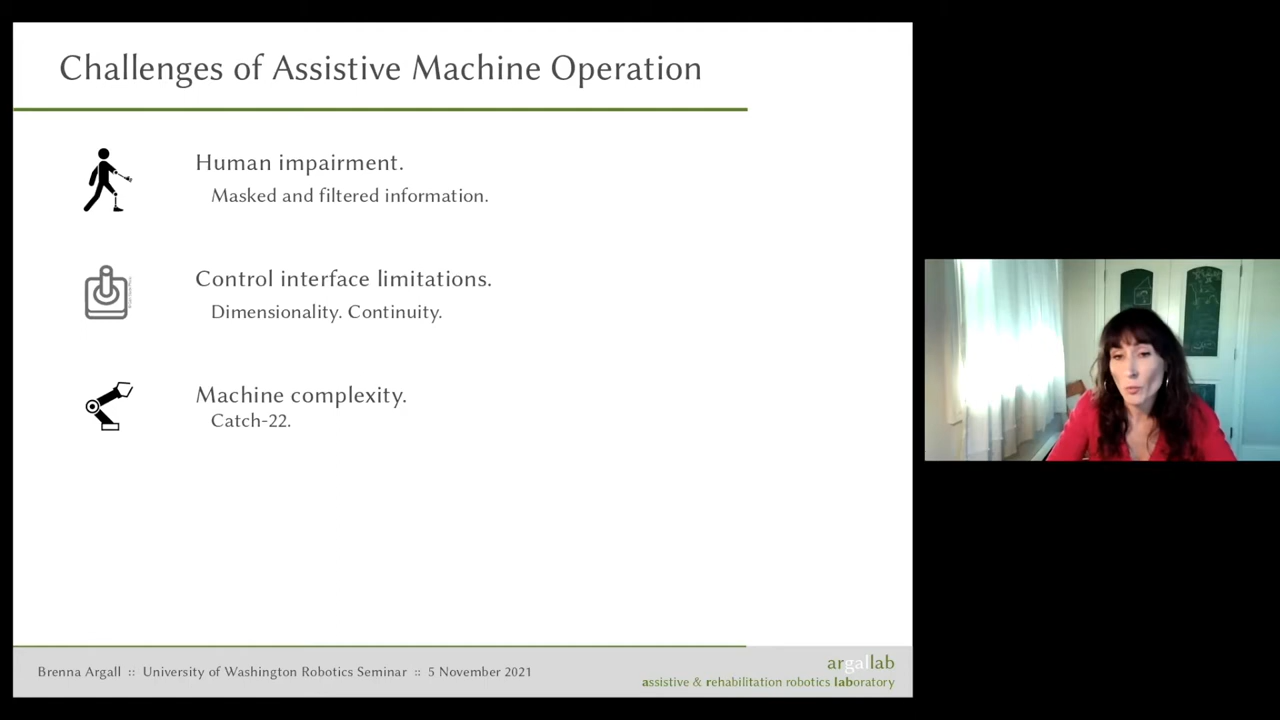 Challenges of Assistive Machine Operation
Human impairment.
Masked and filtered information.
Control interface limitations.
Dimensionality. Continuity.
Machine complexity.
Catch-22.
Brenna Argall :: University of Washington Robotics Seminar :: 5 November 2021
argallab
assistive & rehabilitation robotics laboratory